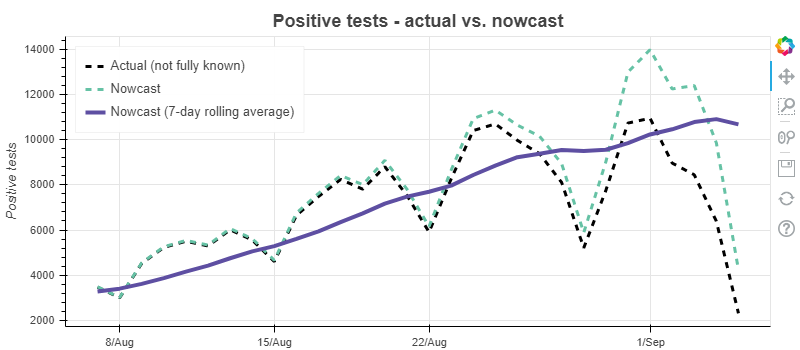 Positive tests - actual vs. nowcast
Actual (not fully known)
Nowcast
Nowcast (7-day rolling average)
Positive tests
14000
12000
10000
8000
6000
4000
2000
8/Aug
15/Aug
22/Aug
1/Sep